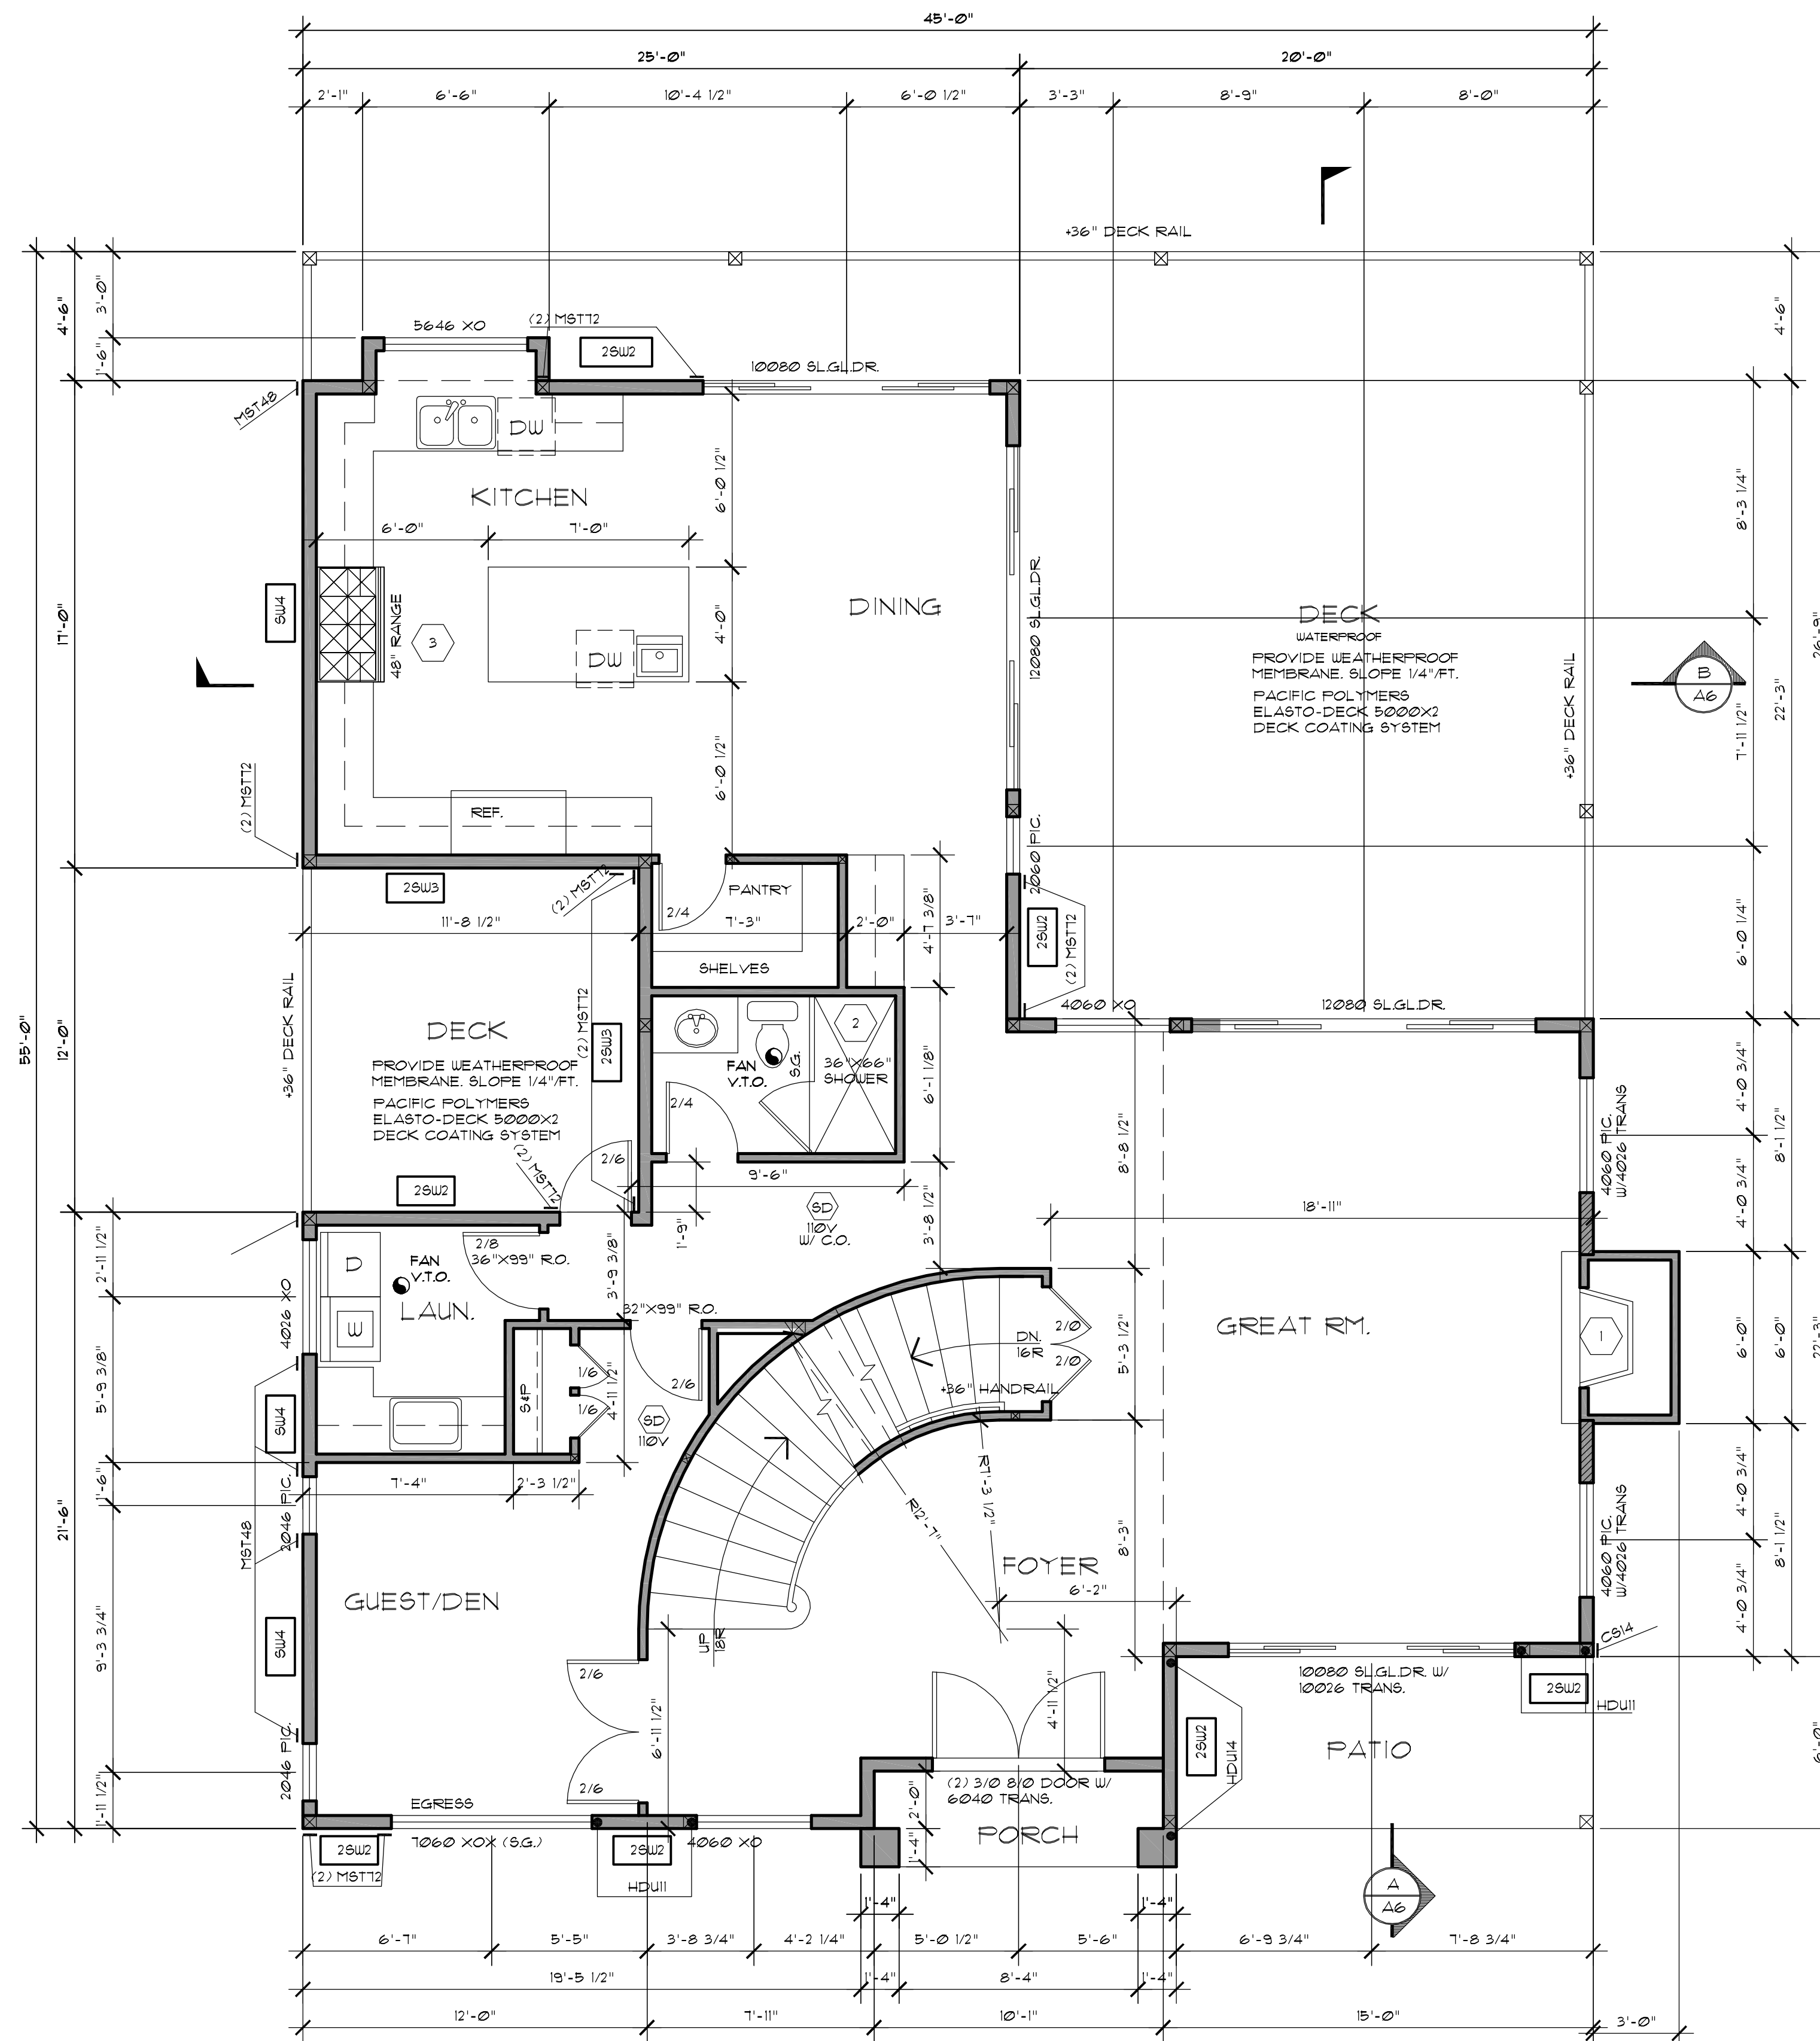 45'-0"
25'-0"
20'-0"
2'-1"
6'-6"
10'-4 1/2"
6'-0 1/2"
3'-3"
8'-9"
8'-0"
+36" DECK RAIL
4'-6"
3'-0"
1'-6"
4'-6"
5646 XO
(2) MST72
2SW2
10080 SL.GL.DR.
MST48
DW
KITCHEN
6'-0"
7'-0"
6'-0 1/2"
8'-3 1/4"
SW4
48" RANGE
3
4'-0"
DW
DINING
12080 SL.GL.DR.
DECK
WATERPROOF
PROVIDE WEATHERPROOF
MEMBRANE. SLOPE 1/4"/FT.
PACIFIC POLYMERS
ELASTO-DECK 5000X2
DECK COATING SYSTEM
+36" DECK RAIL
B
A6
7'-11 1/2"
22'-3"
26'-9"
17'-0"
6'-0 1/2"
(2) MST72
REF.
2060 PIC.
2SW3
(2) MST72
PANTRY
2/4
11'-8 1/2"
7'-3"
2'-0"
3'-7"
4'-7 3/8"
SHELVES
2SW2
(2) MST72
6'-0 1/4"
4060 XO
12080 SL.GL.DR.
55'-0"
12'-0"
+36" DECK RAIL
DECK
PROVIDE WEATHERPROOF
MEMBRANE. SLOPE 1/4"/FT.
PACIFIC POLYMERS
ELASTO-DECK 5000X2
DECK COATING SYSTEM
(2) MST72
2SW3
2
FAN
V.T.O.
S.G.
36"X66"
SHOWER
2/4
6'-1 1/8"
8'-8 1/2"
4060 PIC.
W/4026 TRANS
4'-0 3/4"
8'-1 1/2"
4'-0 3/4"
(2) MST72
2/6
2SW2
9'-6"
1'-9"
SD
110V
W/ C.O.
3'-8 1/2"
18'-11"
2'-11 1/2"
4026 XO
D
FAN
V.T.O.
W
LAUN.
2/8
36"X99" R.O.
3'-9 3/8"
32"X99" R.O.
DN.
16R
2/0
2/0
+36" HANDRAIL
5'-3 1/2"
GREAT RM.
1
6'-0"
6'-0"
22'-3"
5'-9 3/8"
SW4
S&P
1/6
1/6
4'-11 1/2"
2/6
SD
110V
1'-6"
2046 PIC.
7'-4"
2'-3 1/2"
R12'-7"
R7'-3 1/2"
21'-6"
MST48
8'-3"
4060 PIC.
W/4026 TRANS
4'-0 3/4"
8'-1 1/2"
4'-0 3/4"
9'-3 3/4"
SW4
GUEST/DEN
UP
18R
FOYER
6'-2"
CS14
2/6
2/6
6'-11 1/2"
4'-11 1/2"
10080 SL.GL.DR. W/
10026 TRANS.
2SW2
HDU11
2SW2
HDU14
PATIO
6'-0"
1'-11 1/2"
2046 PIC.
EGRESS
7060 XOX (S.G.)
2SW2
(2) MST72
2SW2
4060 XO
HDU11
(2) 3/0 8/0 DOOR W/
6040 TRANS.
2'-0"
1'-4"
PORCH
A
A6
1'-4"
1'-4"
6'-7"
5'-5"
3'-8 3/4"
4'-2 1/4"
5'-0 1/2"
5'-6"
6'-9 3/4"
7'-8 3/4"
19'-5 1/2"
1'-4"
8'-4"
1'-4"
12'-0"
7'-11"
10'-1"
15'-0"
3'-0"